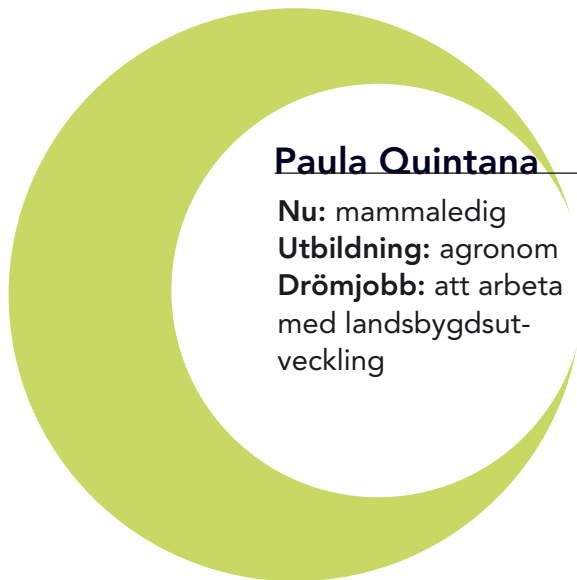 Paula Quintana
Nu: mammaledig
Utbildning: agronom
Drömjobb: att arbeta
med landsbygdsut-
veckling